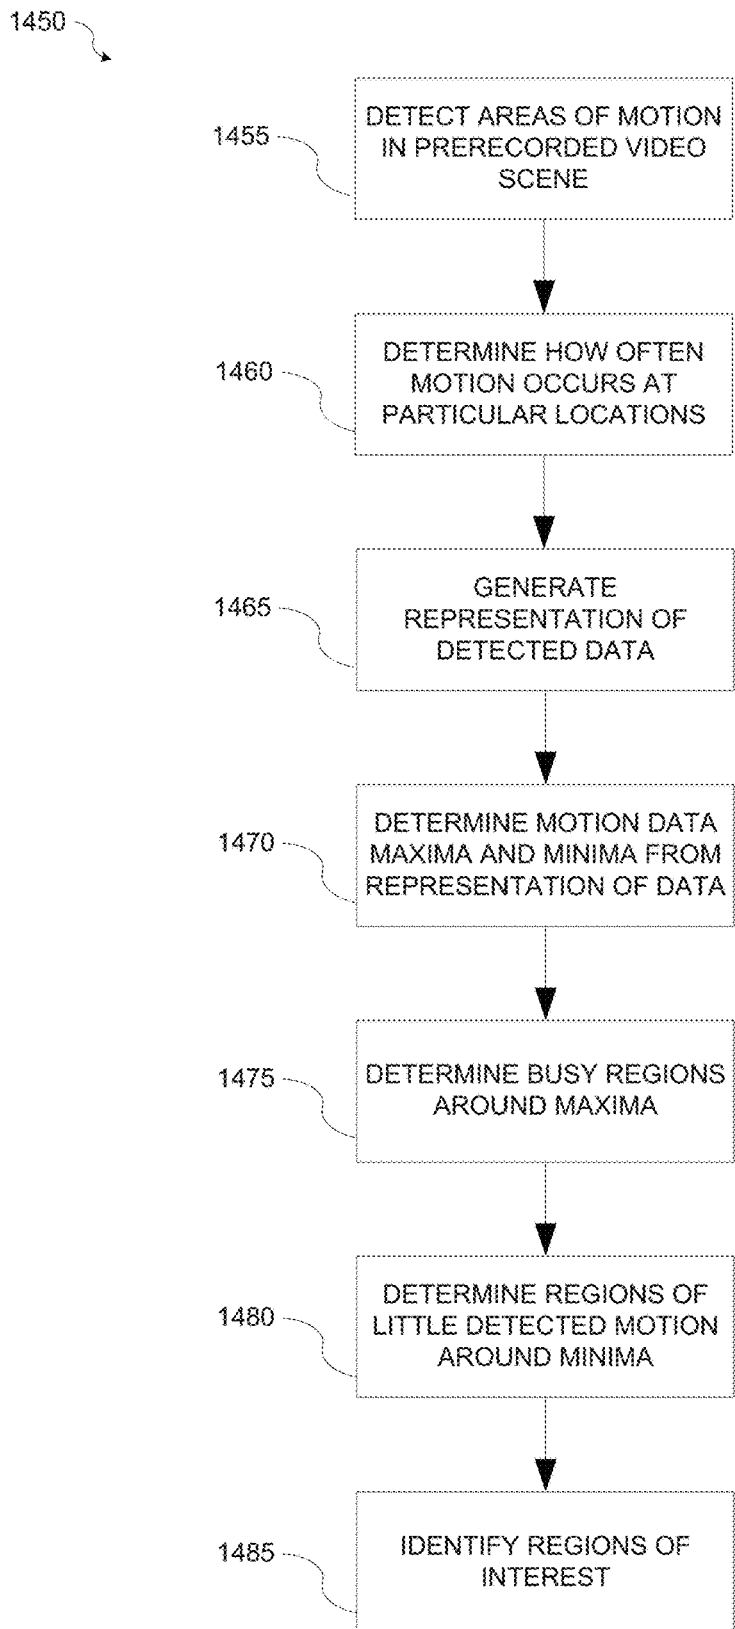 1450
1455
DETECT AREAS OF MOTION
IN PRERECORDED VIDEO
SCENE
1460
DETERMINE HOW OFTEN
MOTION OCCURS AT
PARTICULAR LOCATIONS
1465
GENERATE
REPRESENTATION OF
DETECTED DATA
1470
DETERMINE MOTION DATA
MAXIMA AND MINIMA FROM
REPRESENTATION OF DATA
1475
DETERMINE BUSY REGIONS
AROUND MAXIMA
1480
DETERMINE REGIONS OF
LITTLE DETECTED MOTION
AROUND MINIMA
1485
IDENTIFY REGIONS OF
INTEREST